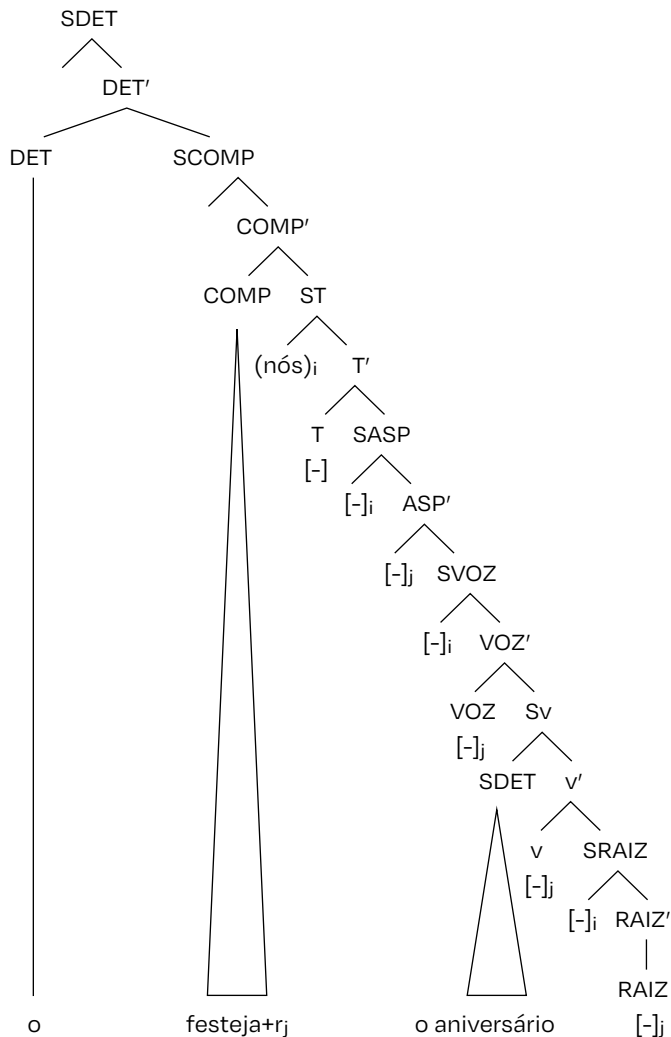 SDET
DET′
DET SCOMP
COMP′
COMP ST
(nós)i T′
T SASP
[-]
[-]i ASP′
[-]j SVOZ
[-]i VOZ′
VOZ Sv
[-]j
SDET v′
v SRAIZ
[-]j
[-]i RAIZ′
RAIZ
o festeja+rj o aniversário [-]j